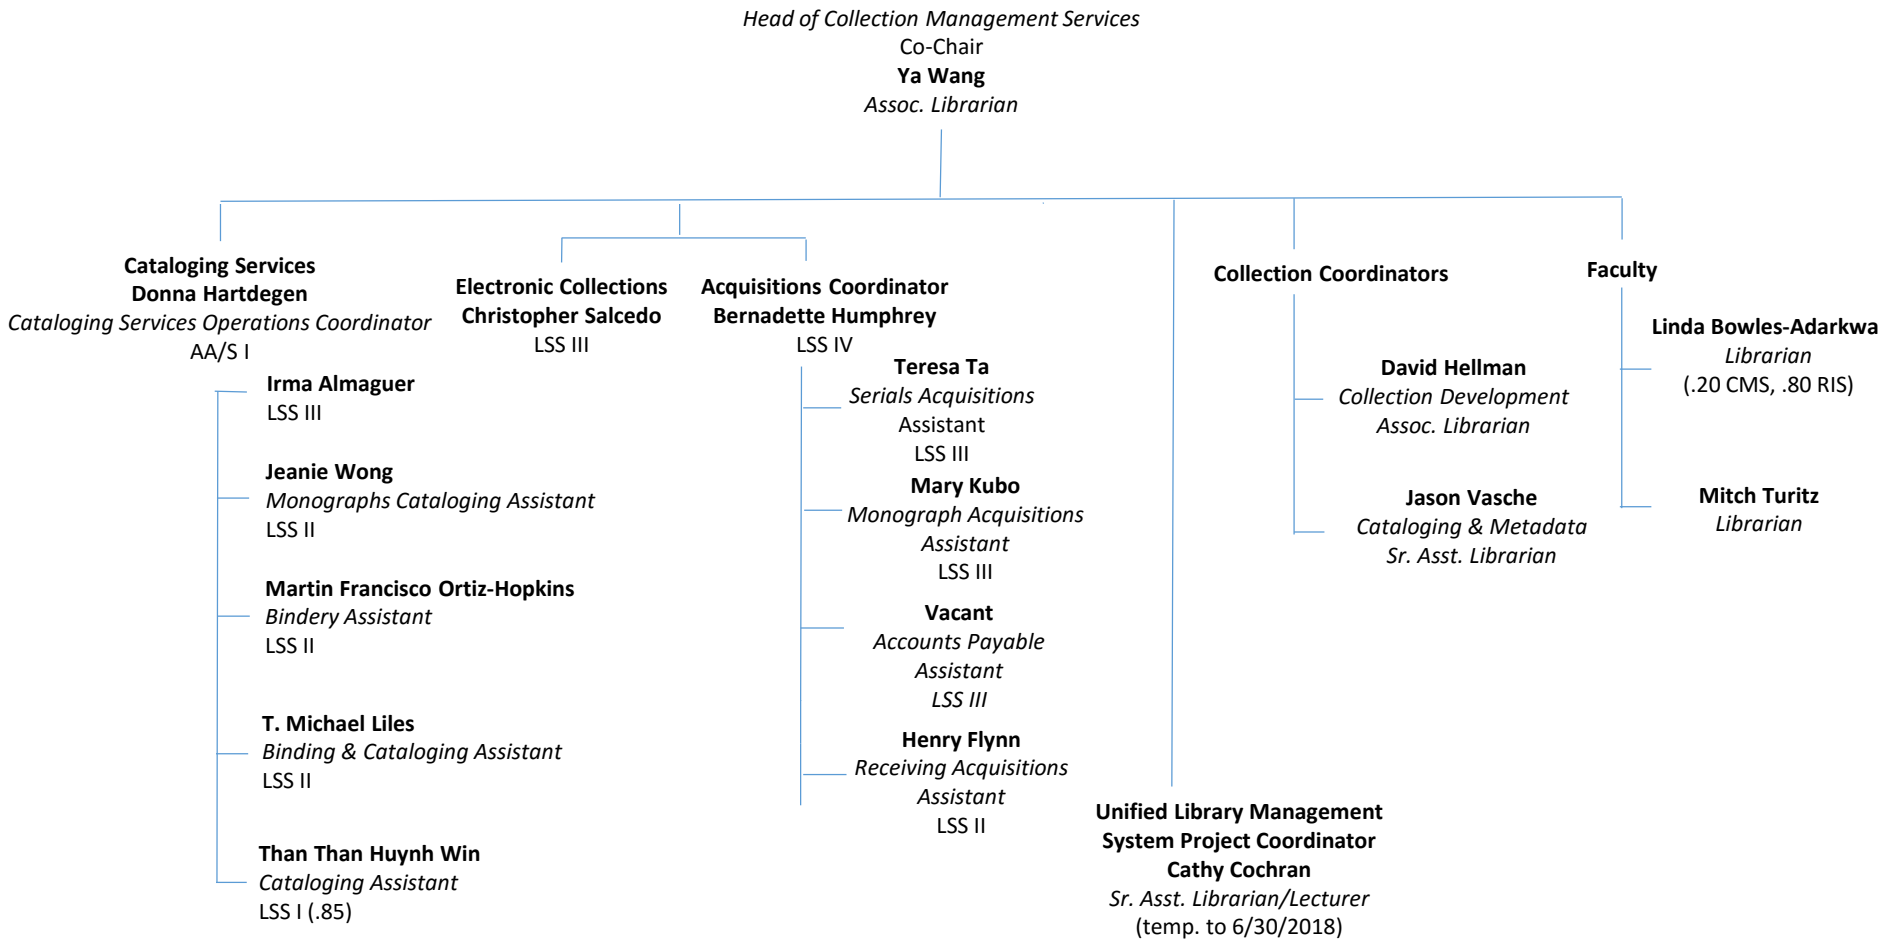 Head of Collection Management Services
Co-Chair
Ya Wang
Assoc. Librarian
Cataloging Services
Donna Hartdegen
Cataloging Services Operations Coordinator
AA/S I
Irma Almaguer
LSS III
Jeanie Wong
Monographs Cataloging Assistant
LSS II
Martin Francisco Ortiz-Hopkins
Bindery Assistant
LSS II
T. Michael Liles
Binding & Cataloging Assistant
LSS II
Than Than Huynh Win
Cataloging Assistant
LSS I (.85)
Electronic Collections
Christopher Salcedo
LSS III
Acquisitions Coordinator
Bernadette Humphrey
LSS IV
Teresa Ta
Serials Acquisitions
Assistant
LSS III
Mary Kubo
Monograph Acquisitions
Assistant
LSS III
Vacant
Accounts Payable
Assistant
LSS III
Henry Flynn
Receiving Acquisitions
Assistant
LSS II
Unified Library Management
System Project Coordinator
Cathy Cochran
Sr. Asst. Librarian/Lecturer
(temp. to 6/30/2018)
Collection Coordinators
David Hellman
Collection Development
Assoc. Librarian
Jason Vasche
Cataloging & Metadata
Sr. Asst. Librarian
Faculty
Linda Bowles-Adarkwa
Librarian
(.20 CMS, .80 RIS)
Mitch Turitz
Librarian